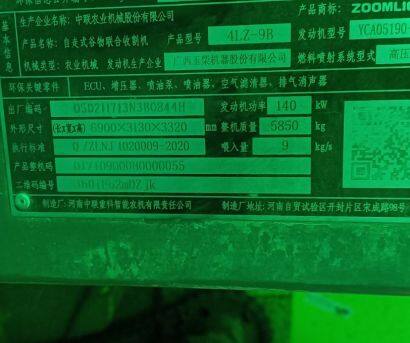 生产企业：中联农业机械股份有限公司 产品商标：ZOOMLI
产品名称：自走式谷物联合收割机 产品型号 4LZ-9B 发动机型号 YCA05190-
机械类型：农业机械 发动机生产企业 广西玉柴机器股份有限公司 燃料喷射系统型式 高压
环保关键零件 ECU、增压器、喷油泵、喷油器、空气滤清器、排气消声器
出厂编号 发动机功率 140 kW
外形尺寸 (长×宽×高) 6900×3130×3320 mm 整机质量 5850 kg
执行标准 Q/ZLNJ 1020009-2020 喂入量 9 kg/s
产品整机码
二维码编号
制造厂：河南中联重科智能农机有限责任公司 地址：河南自贸试验区开封片区宋城路98号
基本信息